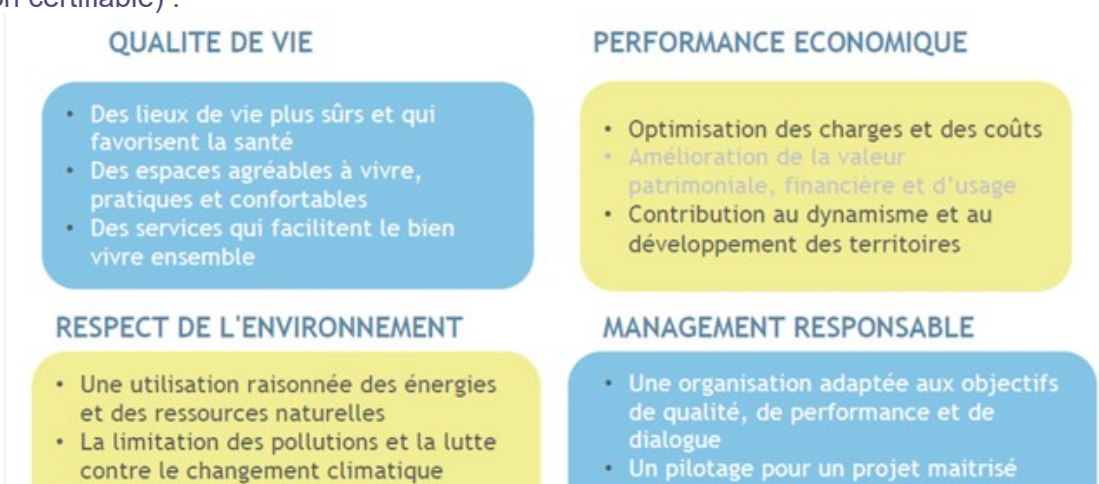 on certifiable) :
QUALITE DE VIE
• Des lieux de vie plus sûrs et qui
favorisent la santé
• Des espaces agréables à vivre,
pratiques et confortables
• Des services qui facilitent le bien
vivre ensemble
PERFORMANCE ECONOMIQUE
• Optimisation des charges et des coûts
• Amélioration de la valeur
patrimoniale, financière et d'usage
• Contribution au dynamisme et au
développement des territoires
RESPECT DE L'ENVIRONNEMENT
• Une utilisation raisonnée des énergies
et des ressources naturelles
• La limitation des pollutions et la lutte
contre le changement climatique
MANAGEMENT RESPONSABLE
• Une organisation adaptée aux objectifs
de qualité, de performance et de
dialogue
• Un pilotage pour un projet maitrisé